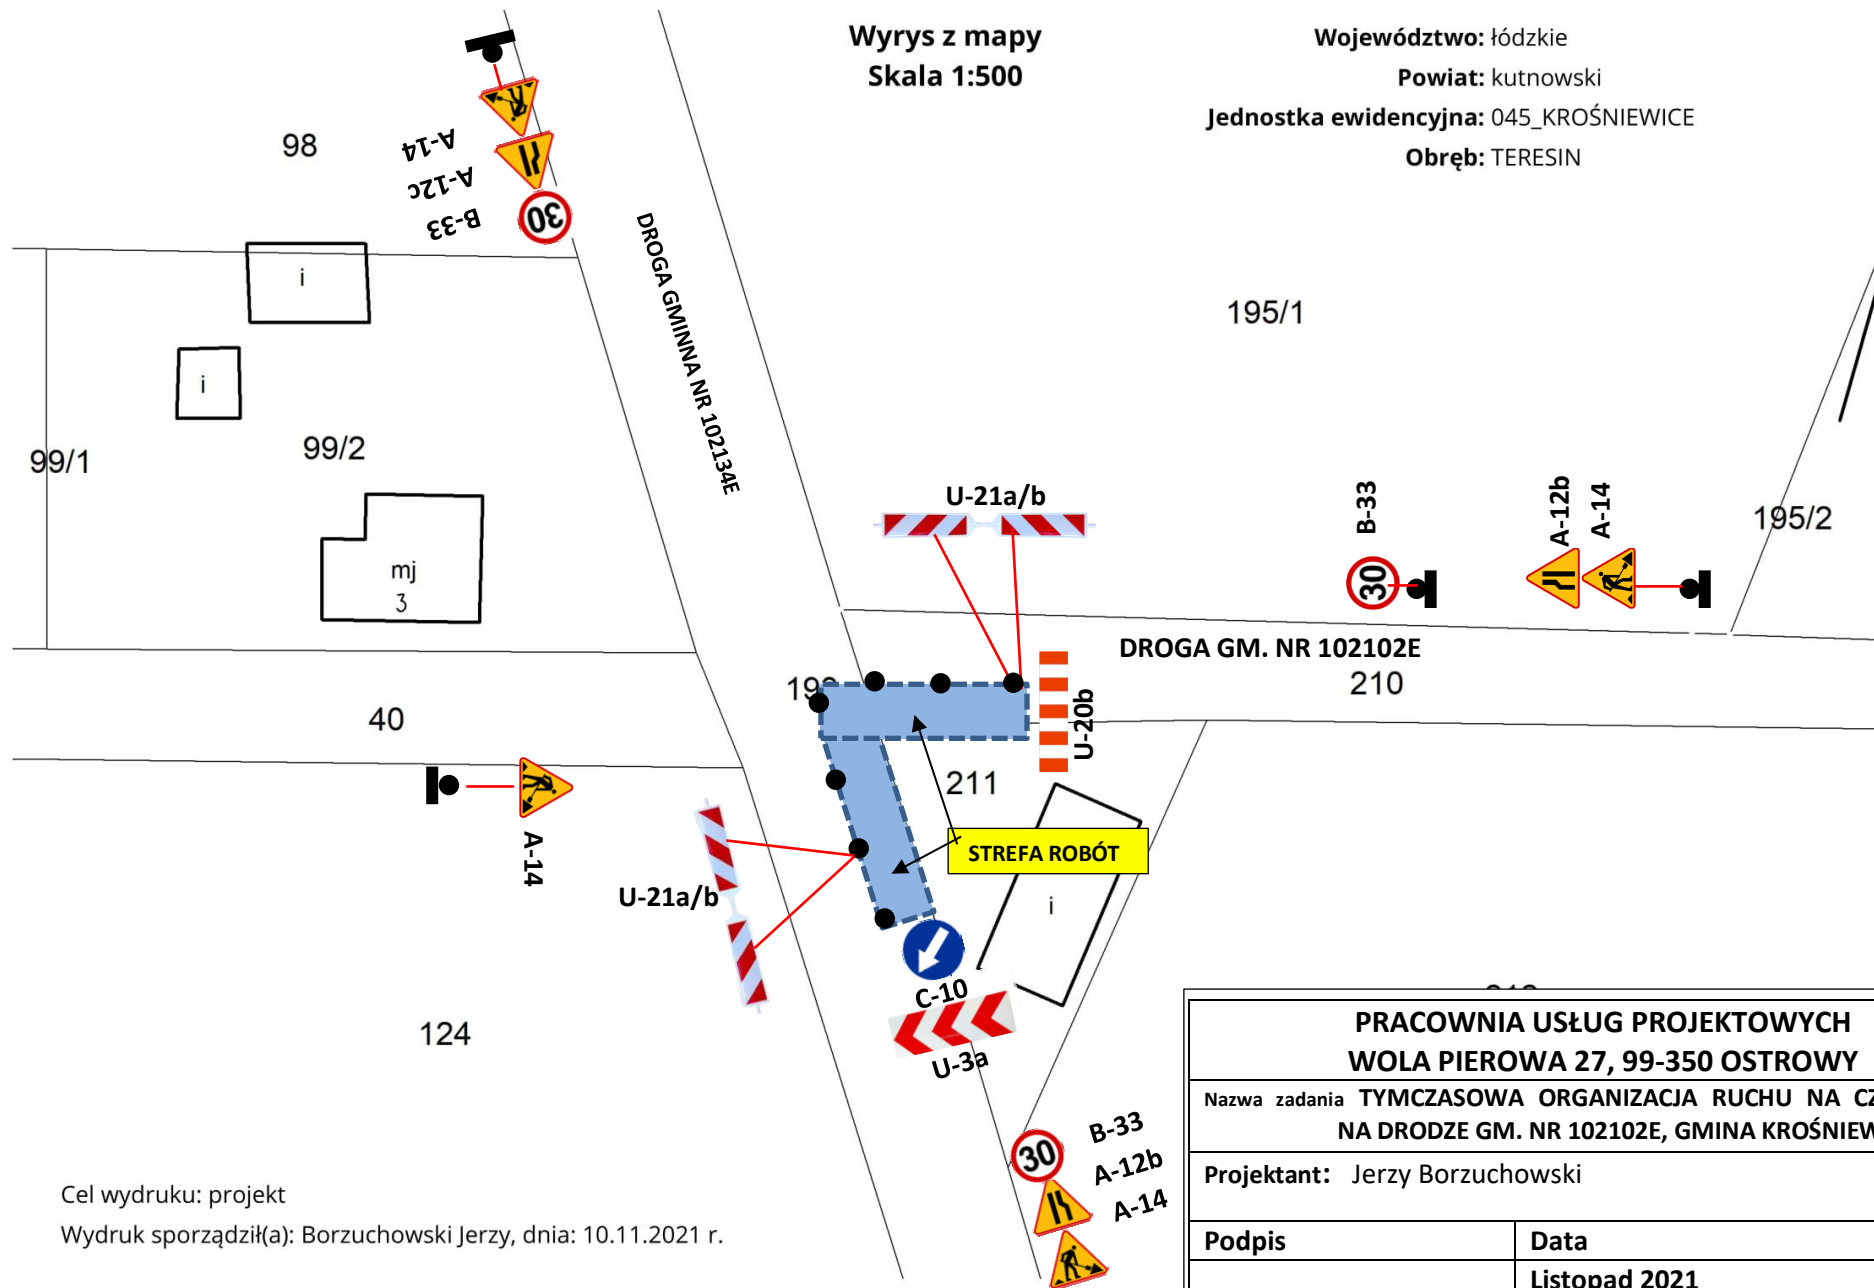 Wyrys z mapy
Skala 1:500
Województwo: łódzkie
Powiat: kutnowski
Jednostka ewidencyjna: 045_KROŚNIEWICE
Obręb: TERESIN
98
A-14
A-12c
B-33
30
DROGA GMINNA NR 102134E
i
i
99/1
99/2
mj
3
195/1
195/2
U-21a/b
B-33
30
A-12b
A-14
DROGA GM. NR 102102E
210
U-20b
40
A-14
211
STREFA ROBÓT
i
U-21a/b
C-10
U-3a
124
30
B-33
A-12b
A-14
PRACOWNIA USŁUG PROJEKTOWYCH
WOLA PIEROWA 27, 99-350 OSTROWY
Nazwa zadania TYMCZASOWA ORGANIZACJA RUCHU NA
NA DRODZE GM. NR 102102E, GMINA
Projektant: Jerzy Borzuchowski
Podpis
Data
Listopad 2021
Cel wydruku: projekt
Wydruk sporządził(a): Borzuchowski Jerzy, dnia: 10.11.2021 r.